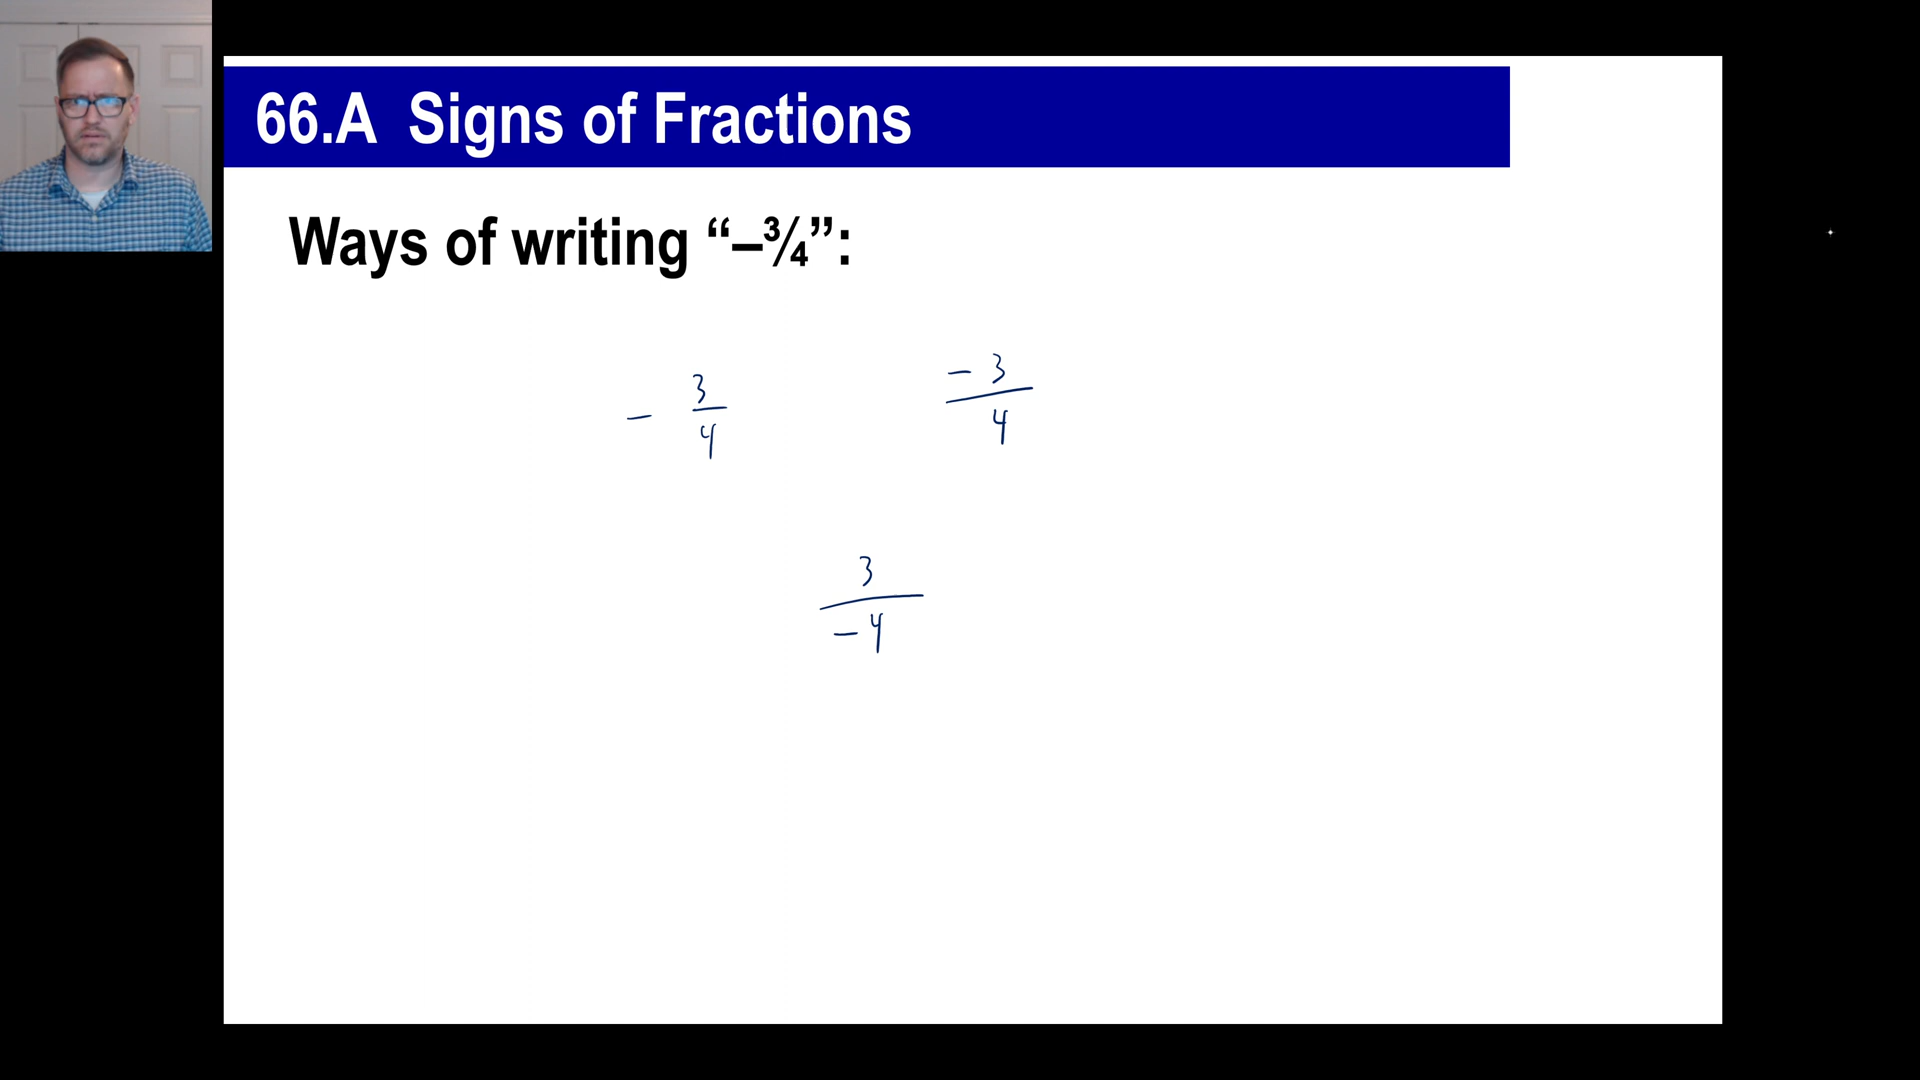 66.A Signs of Fractions
Ways of writing “–¾”:
- 3/4
-3/4
3/-4